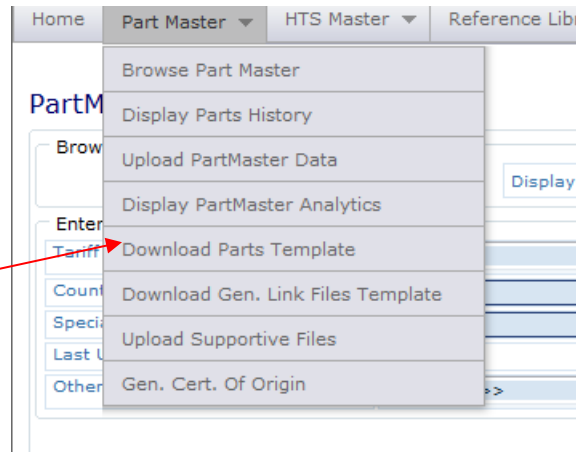 Home Part Master HTS Master Reference Libr
Browse Part Master
PartM
Display Parts History
Brow
Upload PartMaster Data
Display
Display PartMaster Analytics
Enter
Tariff
Download Parts Template
Count
Download Gen. Link Files Template
Specia
Upload Supportive Files
Last U
Other
Gen. Cert. Of Origin
>>